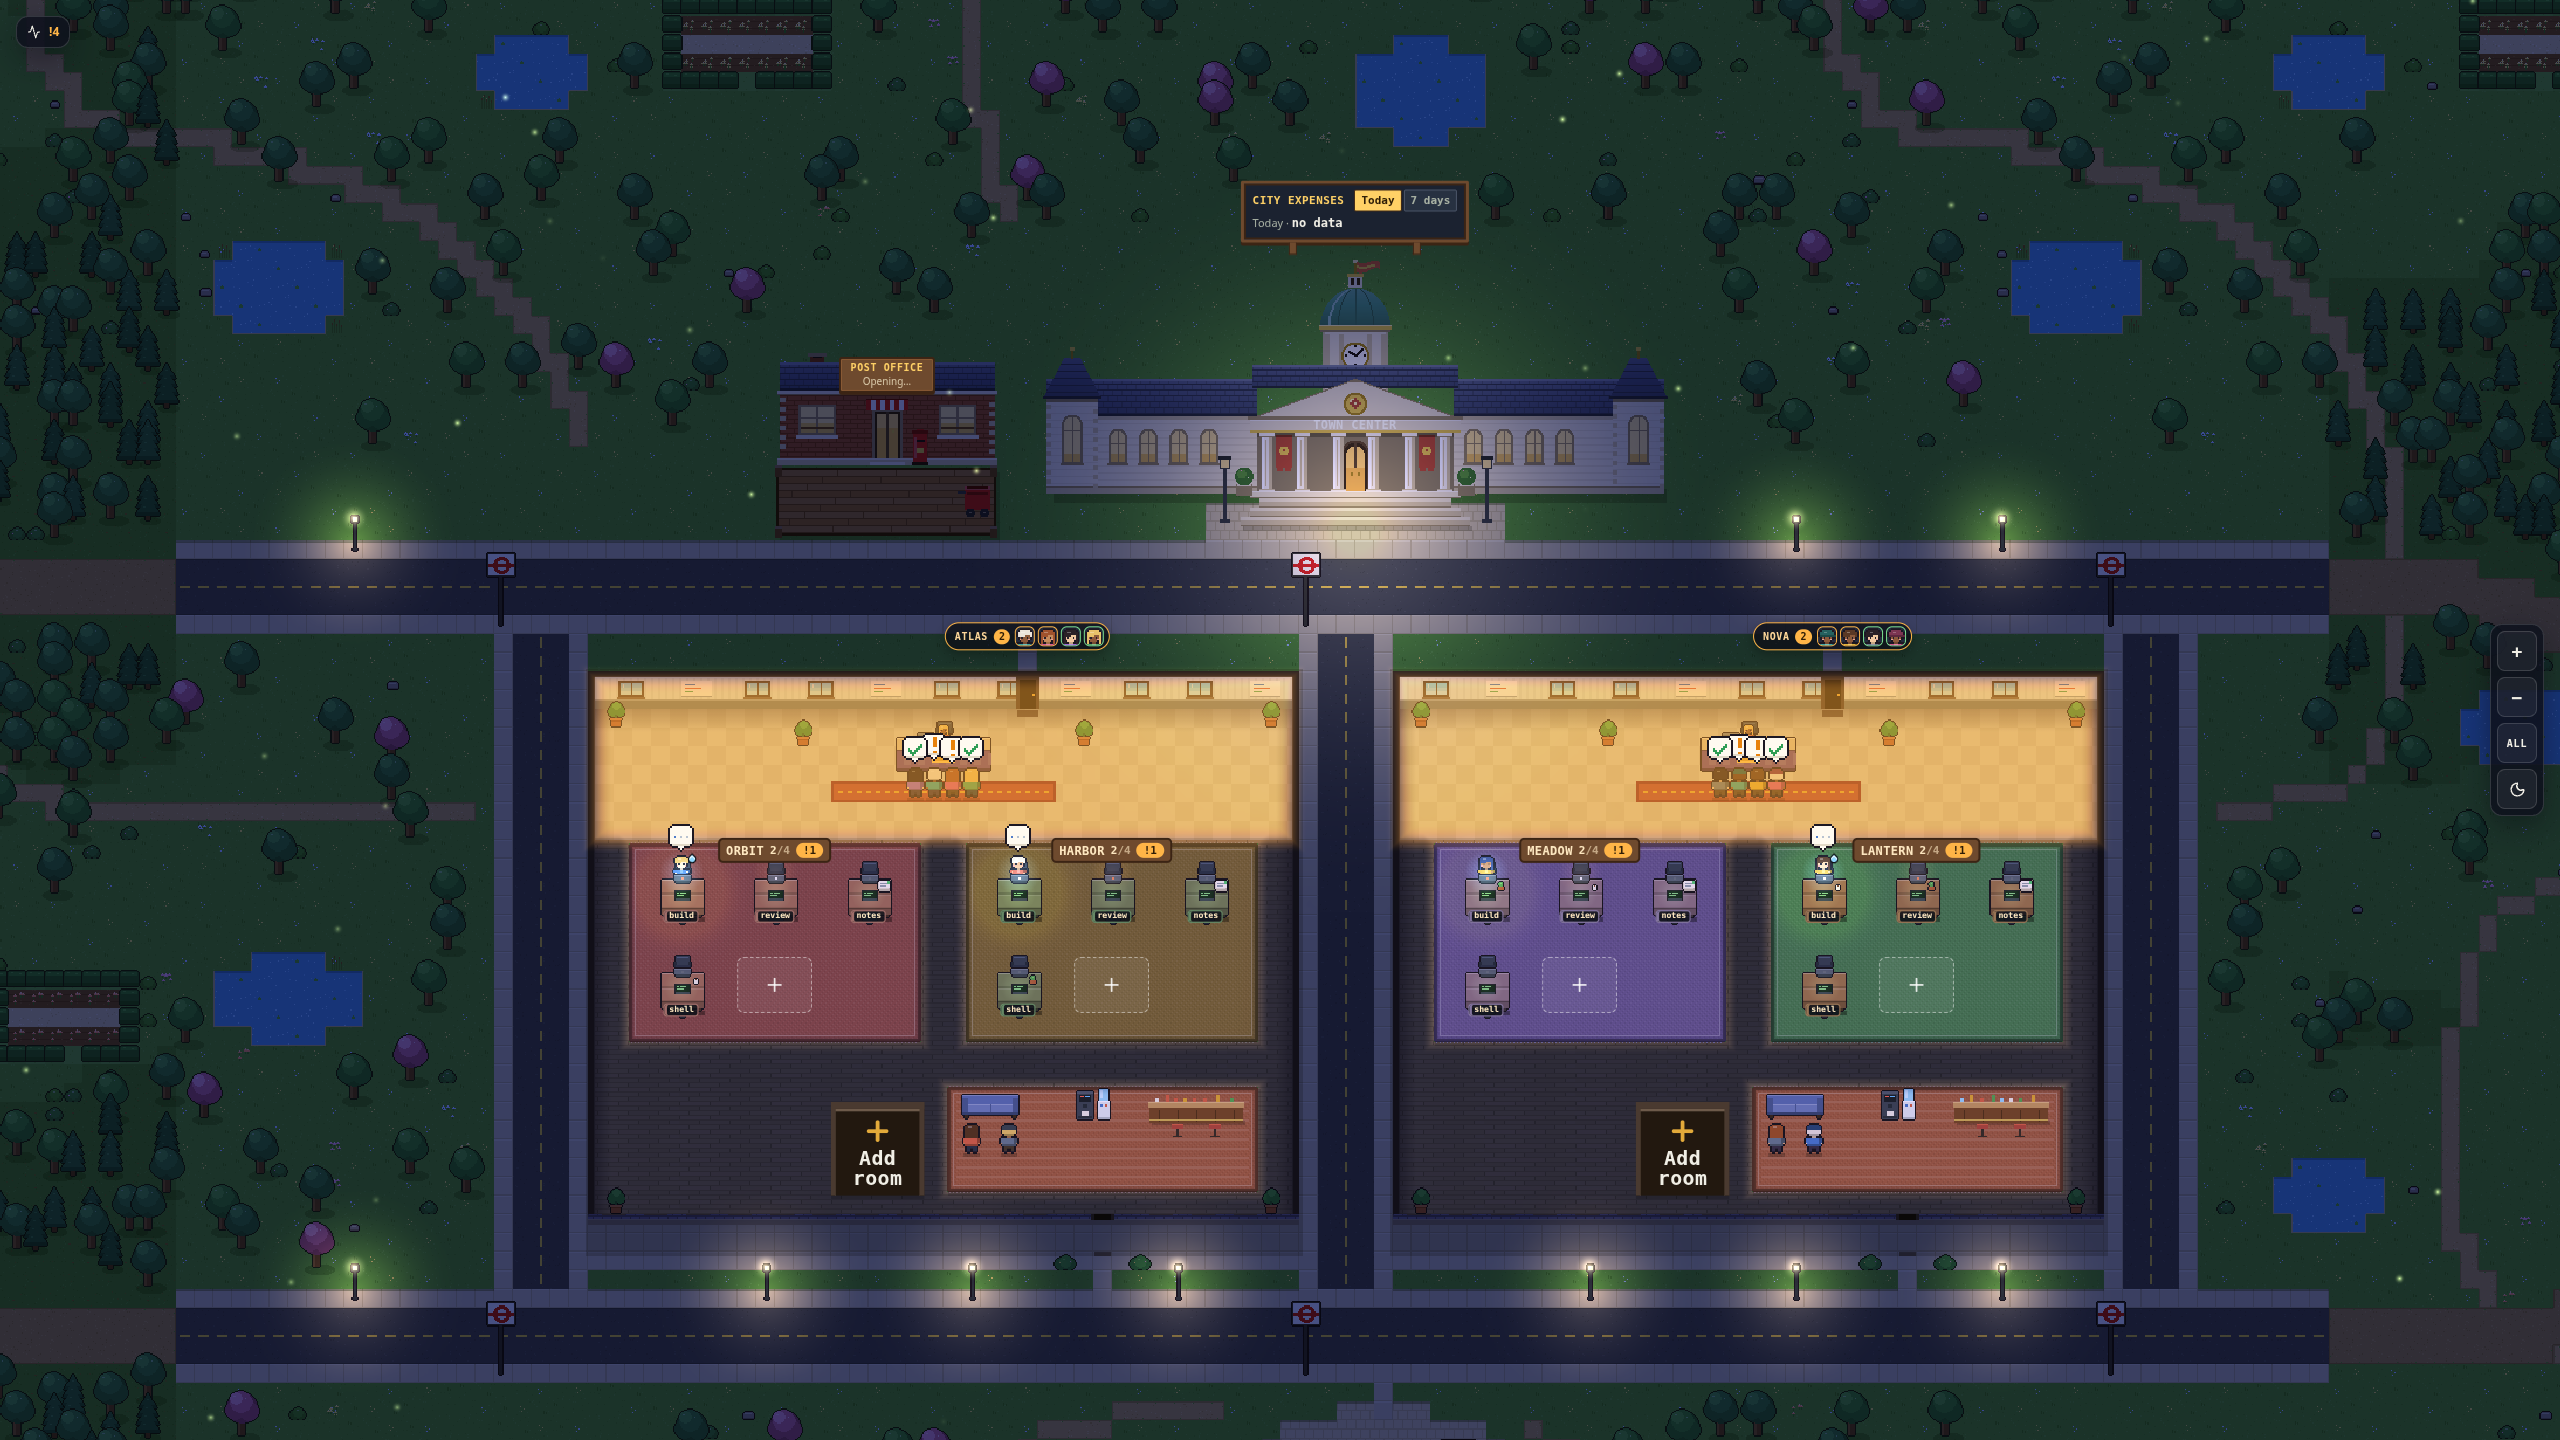 !4
CITY EXPENSES Today 7 days
Today · no data
POST OFFICE
Opening...
TOWN CENTER
ATLAS 2
NOVA 2
ORBIT 2/4 !1
HARBOR 2/4 !1
MEADOW 2/4 !1
LANTERN 2/4 !1
build review notes
build review notes
build review notes
build review notes
shell +
shell +
shell +
shell +
+
Add
room
+
Add
room
+
−
ALL